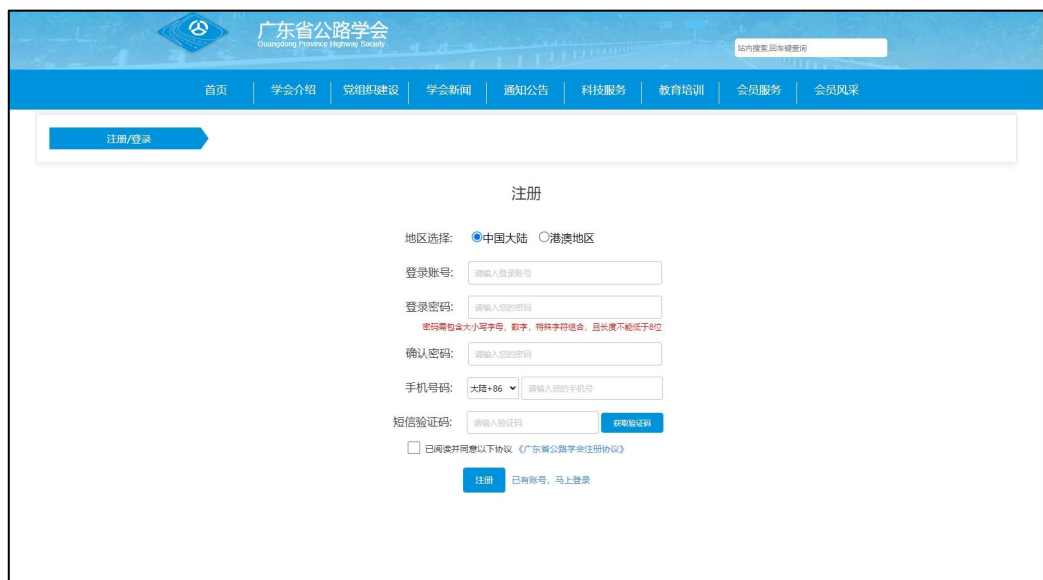 广东省公路学会
Guangdong Province Highway Society
站内搜索,回车键查询
首页 学会介绍 党组织建设 学会新闻 通知公告 科技服务 教育培训 会员服务 会员风采
注册/登录
注册
地区选择: 中国大陆 港澳地区
登录账号: 请输入登录账号
登录密码: 请输入您的密码
密码需包含大小写字母，数字，特殊字符组合，且长度不能低于8位
确认密码: 请输入您的密码
手机号码: 大陆+86 请输入您的手机号
短信验证码: 请输入验证码 获取验证码
已阅读并同意以下协议《广东省公路学会注册协议》
注册 已有账号，马上登录